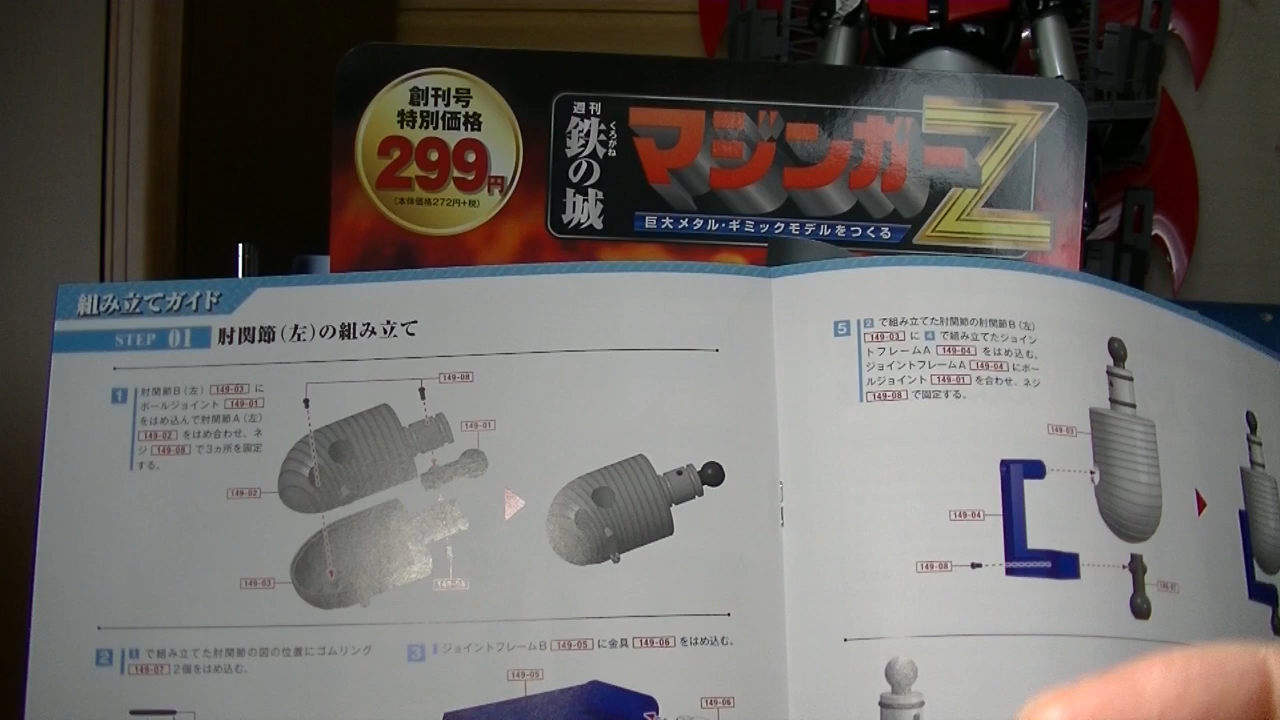 創刊号
特別価格
299円
(本体価格272円+税)
週刊
鉄の城
くろがね
マジンガーZ
巨大メタル・ギミックモデルをつくる
組み立てガイド
STEP 01 肘関節(左)の組み立て
1 肘関節B(左) 149-03 に
ボールジョイント 149-01
をはめ込んで肘関節A(左)
149-02 をはめ合わせ、ネ
ジ 149-08 で3ヵ所を固定
する。
149-08
149-01
149-02
149-03
2 1 で組み立てた肘関節の図の位置にゴムリング
149-07 2個をはめ込む。
3 ジョイントフレームB 149-05 に金具 149-06 をはめ込む。
149-05
149-06
5 2 で組み立てた肘関節の肘関節B(左)
149-03 に 4 で組み立てたジョイン
トフレームA 149-04 をはめ込む。
ジョイントフレームA 149-04 にボー
ルジョイント 149-01 を合わせ、ネジ
149-08 で固定する。
149-03
149-04
149-08